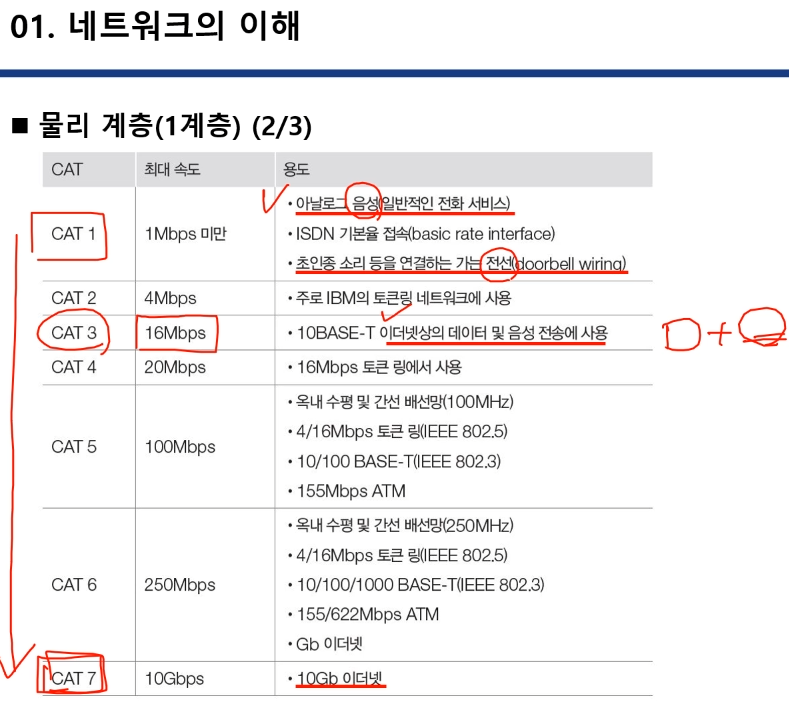 01. 네트워크의 이해
■ 물리 계층(1계층) (2/3)
CAT 최대 속도 용도
CAT 1 1Mbps 미만
• 아날로그 음성(일반적인 전화 서비스)
• ISDN 기본율 접속(basic rate interface)
• 초인종 소리 등을 연결하는 가는 전선(doorbell wiring)
CAT 2 4Mbps • 주로 IBM의 토큰링 네트워크에 사용
CAT 3 16Mbps • 10BASE-T 이더넷상의 데이터 및 음성 전송에 사용 D + 음
CAT 4 20Mbps • 16Mbps 토큰 링에서 사용
CAT 5 100Mbps
• 옥내 수평 및 간선 배선망(100MHz)
• 4/16Mbps 토큰 링(IEEE 802.5)
• 10/100 BASE-T(IEEE 802.3)
• 155Mbps ATM
CAT 6 250Mbps
• 옥내 수평 및 간선 배선망(250MHz)
• 4/16Mbps 토큰 링(IEEE 802.5)
• 10/100/1000 BASE-T(IEEE 802.3)
• 155/622Mbps ATM
• Gb 이더넷
CAT 7 10Gbps • 10Gb 이더넷